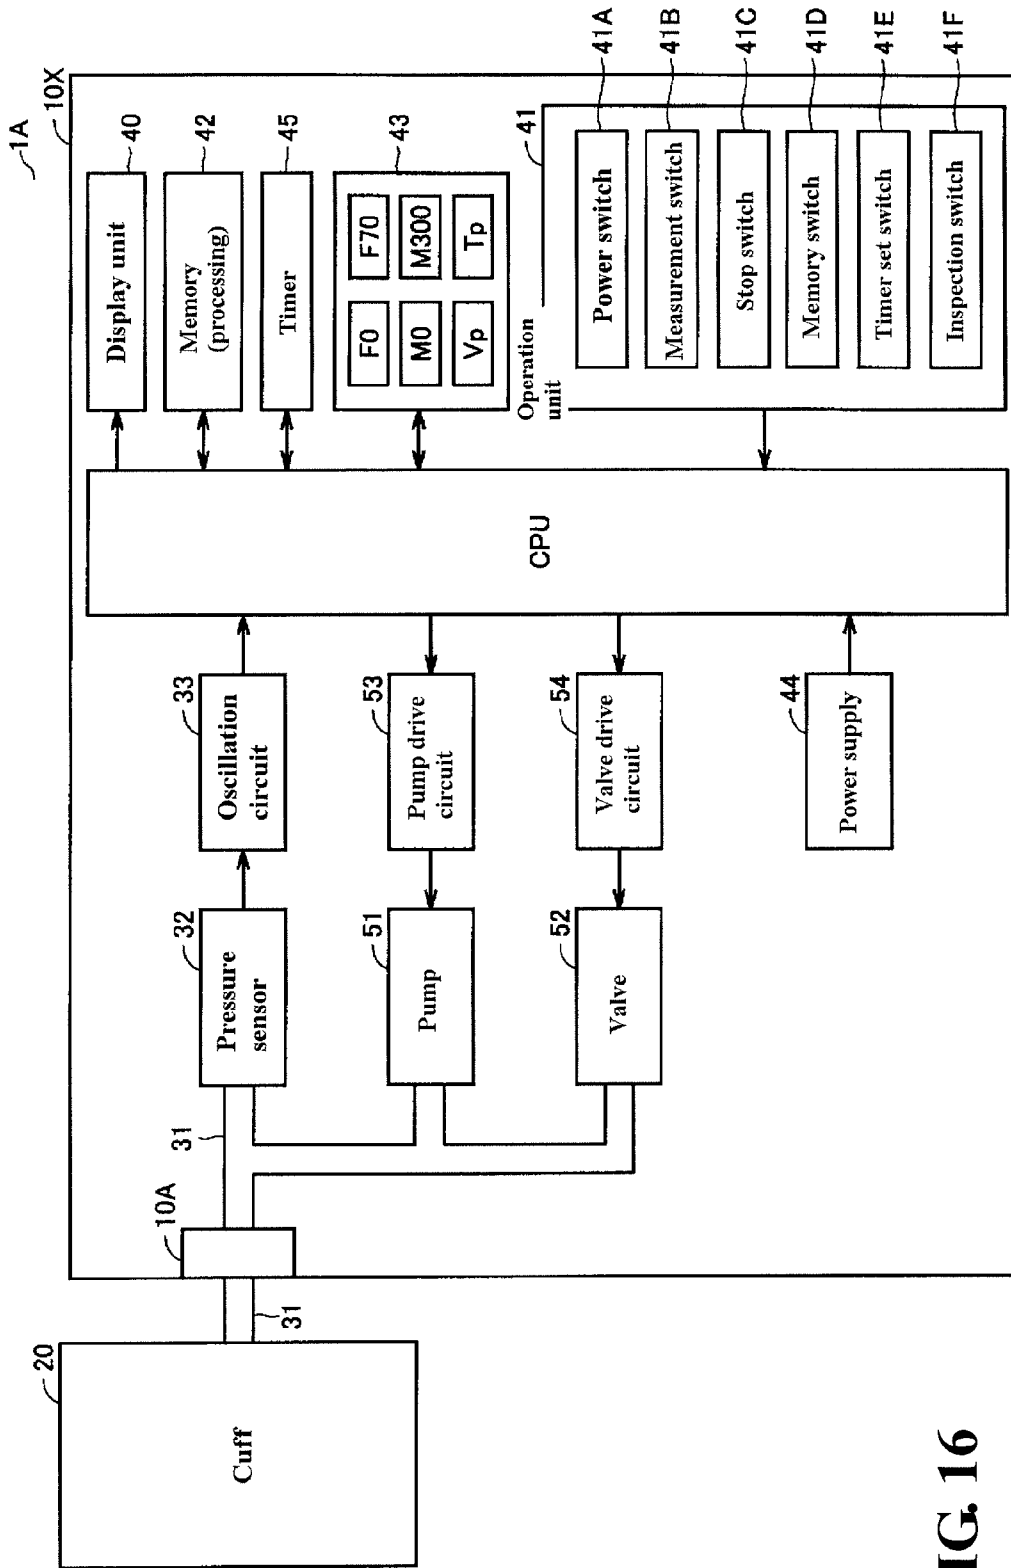 1A
10X
20
Cuff
31
10A
31
32
Pressure
sensor
33
Oscillation
circuit
51
Pump
53
Pump drive
circuit
52
Valve
54
Valve drive
circuit
44
Power supply
CPU
40
Display unit
42
Memory
(processing)
45
Timer
43
F0
F70
M0
M300
Vp
Tp
Operation
unit
41
Power switch
41A
Measurement switch
41B
Stop switch
41C
Memory switch
41D
Timer set switch
41E
Inspection switch
41F
IG. 16